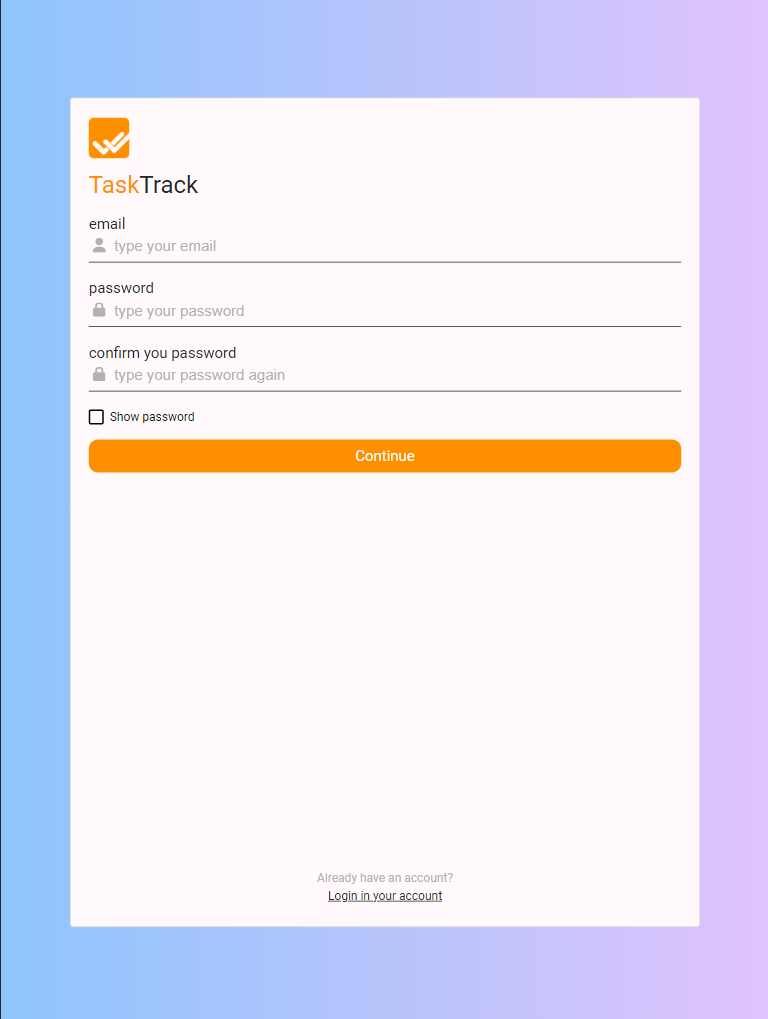 TaskTrack
email
type your email
password
type your password
confirm you password
type your password again
Show password
Continue
Already have an account?
Login in your account